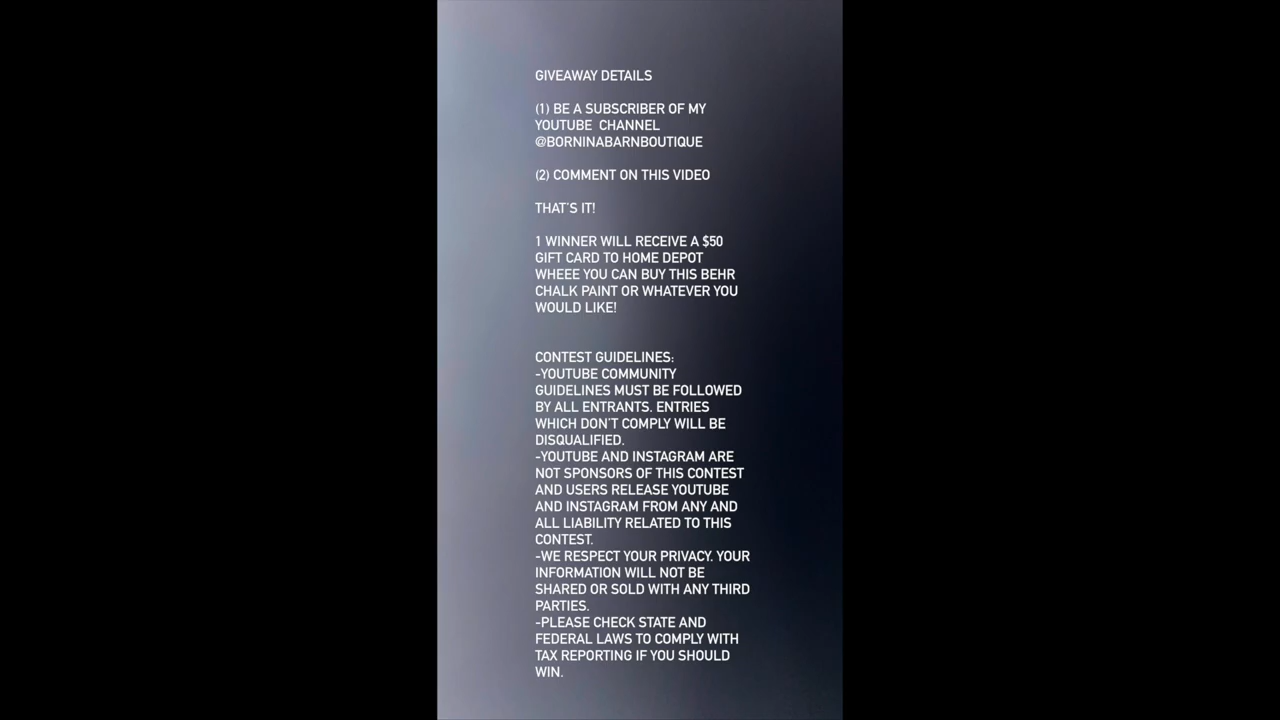 GIVEAWAY DETAILS
(1) BE A SUBSCRIBER OF MY
YOUTUBE CHANNEL
@BORNINABARNBOUTIQUE
(2) COMMENT ON THIS VIDEO
THAT'S IT!
1 WINNER WILL RECEIVE A $50
GIFT CARD TO HOME DEPOT
WHEEE YOU CAN BUY THIS BEHR
CHALK PAINT OR WHATEVER YOU
WOULD LIKE!
CONTEST GUIDELINES:
-YOUTUBE COMMUNITY
GUIDELINES MUST BE FOLLOWED
BY ALL ENTRANTS. ENTRIES
WHICH DON'T COMPLY WILL BE
DISQUALIFIED.
-YOUTUBE AND INSTAGRAM ARE
NOT SPONSORS OF THIS CONTEST
AND USERS RELEASE YOUTUBE
AND INSTAGRAM FROM ANY AND
ALL LIABILITY RELATED TO THIS
CONTEST.
-WE RESPECT YOUR PRIVACY. YOUR
INFORMATION WILL NOT BE
SHARED OR SOLD WITH ANY THIRD
PARTIES.
-PLEASE CHECK STATE AND
FEDERAL LAWS TO COMPLY WITH
TAX REPORTING IF YOU SHOULD
WIN.